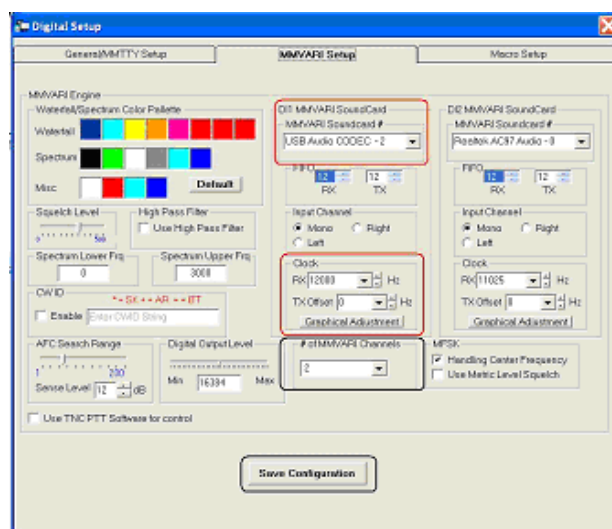 Digital Setup
General/MMTTY Setup
MMVARI Setup
Macro Setup
MMVARI Engine
Waterfall/Spectrum Color Pallette
Waterfall
Spectrum
Misc
Default
Squelch Level
High Pass Filter
Use High Pass Filter
Spectrum Lower Frq
0
Spectrum Upper Frq
3000
CWID
Enable
Enter CWID String
AFC Search Range
1
200
Sense Level
12
dB
Digital Output Level
Min
16384
Max
Use TNC PTT Software for control
DI1 MMVARI SoundCard
MMVARI Soundcard #
USB Audio CODEC - 2
FIFO
12
12
RX
TX
Input Channel
Mono
Right
Left
Clock
RX
12000
Hz
TX Offset
0
Hz
Graphical Adjustment
# of MMVARI Channels
2
DI2 MMVARI SoundCard
MMVARI Soundcard #
Realtek AC97 Audio - 0
FIFO
12
12
RX
TX
Input Channel
Mono
Right
Left
Clock
RX
11025
Hz
TX Offset
0
Hz
Graphical Adjustment
MFSK
Handling Center Frequency
Use Metric Level Squelch
Save Configuration